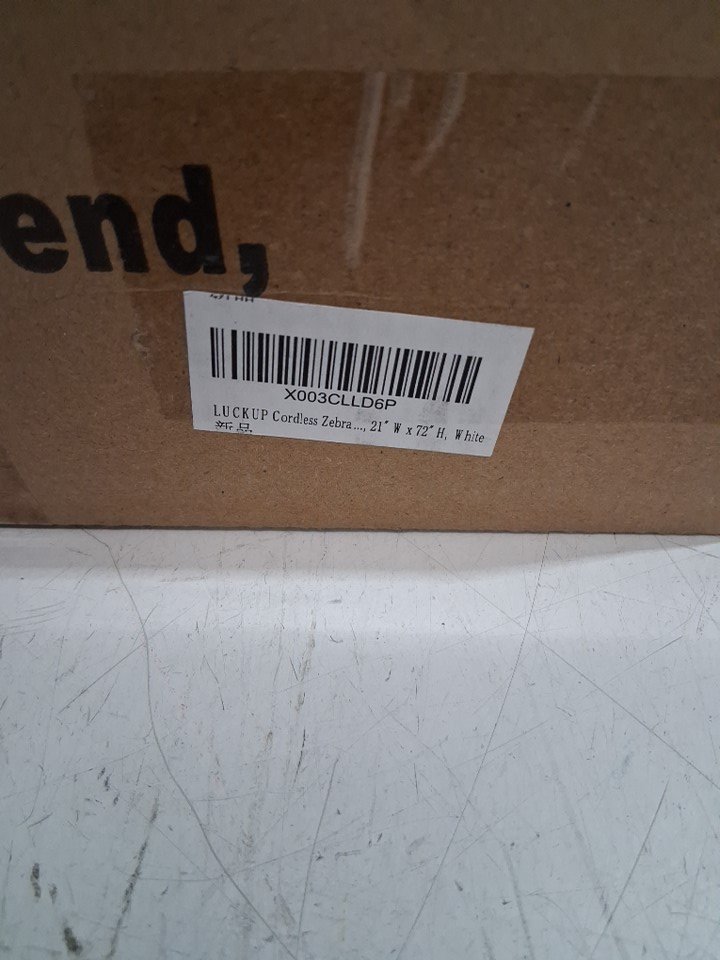 end,
X003CLLD6P
LUCKUP Cordless Zebra..., 21" W x 72" H, White
新品